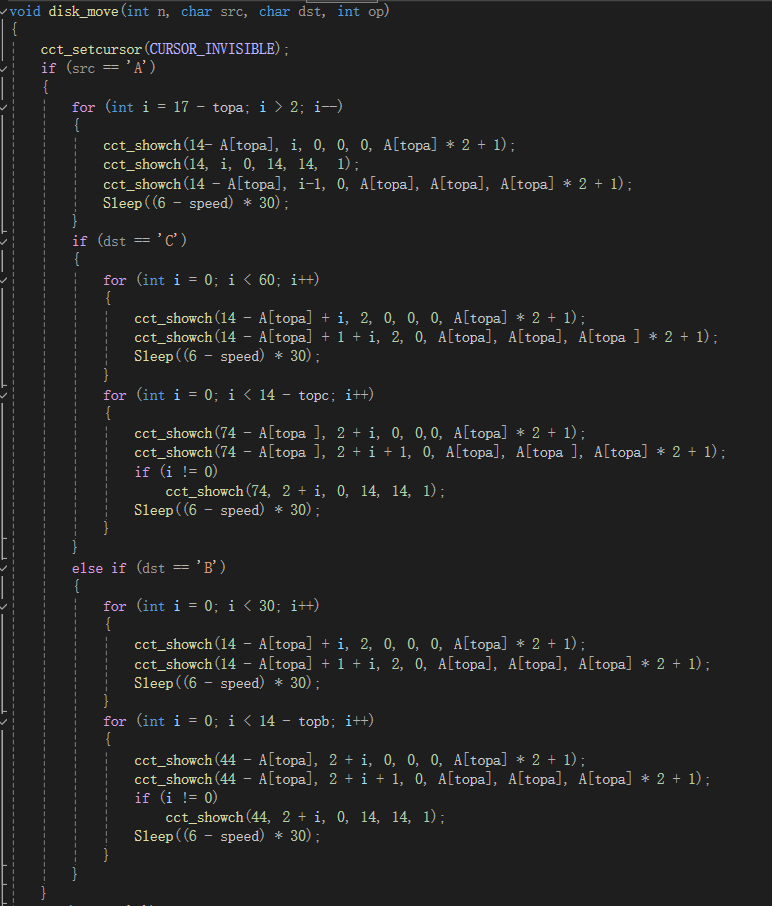 void disk_move(int n, char src, char dst, int op)
{
    cct_setcursor(CURSOR_INVISIBLE);
    if (src == 'A')
    {
        for (int i = 17 - topa; i > 2; i--)
        {
            cct_showch(14- A[topa], i, 0, 0, 0, A[topa] * 2 + 1);
            cct_showch(14, i, 0, 14, 14,  1);
            cct_showch(14 - A[topa], i-1, 0, A[topa], A[topa], A[topa] * 2 + 1);
            Sleep((6 - speed) * 30);
        }
        if (dst == 'C')
        {
            for (int i = 0; i < 60; i++)
            {
                cct_showch(14 - A[topa] + i, 2, 0, 0, 0, A[topa] * 2 + 1);
                cct_showch(14 - A[topa] + 1 + i, 2, 0, A[topa], A[topa], A[topa ] * 2 + 1);
                Sleep((6 - speed) * 30);
            }
            for (int i = 0; i < 14 - topc; i++)
            {
                cct_showch(74 - A[topa ], 2 + i, 0, 0,0, A[topa] * 2 + 1);
                cct_showch(74 - A[topa ], 2 + i + 1, 0, A[topa], A[topa ], A[topa] * 2 + 1);
                if (i != 0)
                    cct_showch(74, 2 + i, 0, 14, 14, 1);
                Sleep((6 - speed) * 30);
            }
        }
        else if (dst == 'B')
        {
            for (int i = 0; i < 30; i++)
            {
                cct_showch(14 - A[topa] + i, 2, 0, 0, 0, A[topa] * 2 + 1);
                cct_showch(14 - A[topa] + 1 + i, 2, 0, A[topa], A[topa], A[topa] * 2 + 1);
                Sleep((6 - speed) * 30);
            }
            for (int i = 0; i < 14 - topb; i++)
            {
                cct_showch(44 - A[topa], 2 + i, 0, 0, 0, A[topa] * 2 + 1);
                cct_showch(44 - A[topa], 2 + i + 1, 0, A[topa], A[topa], A[topa] * 2 + 1);
                if (i != 0)
                    cct_showch(44, 2 + i, 0, 14, 14, 1);
                Sleep((6 - speed) * 30);
            }
        }
    }